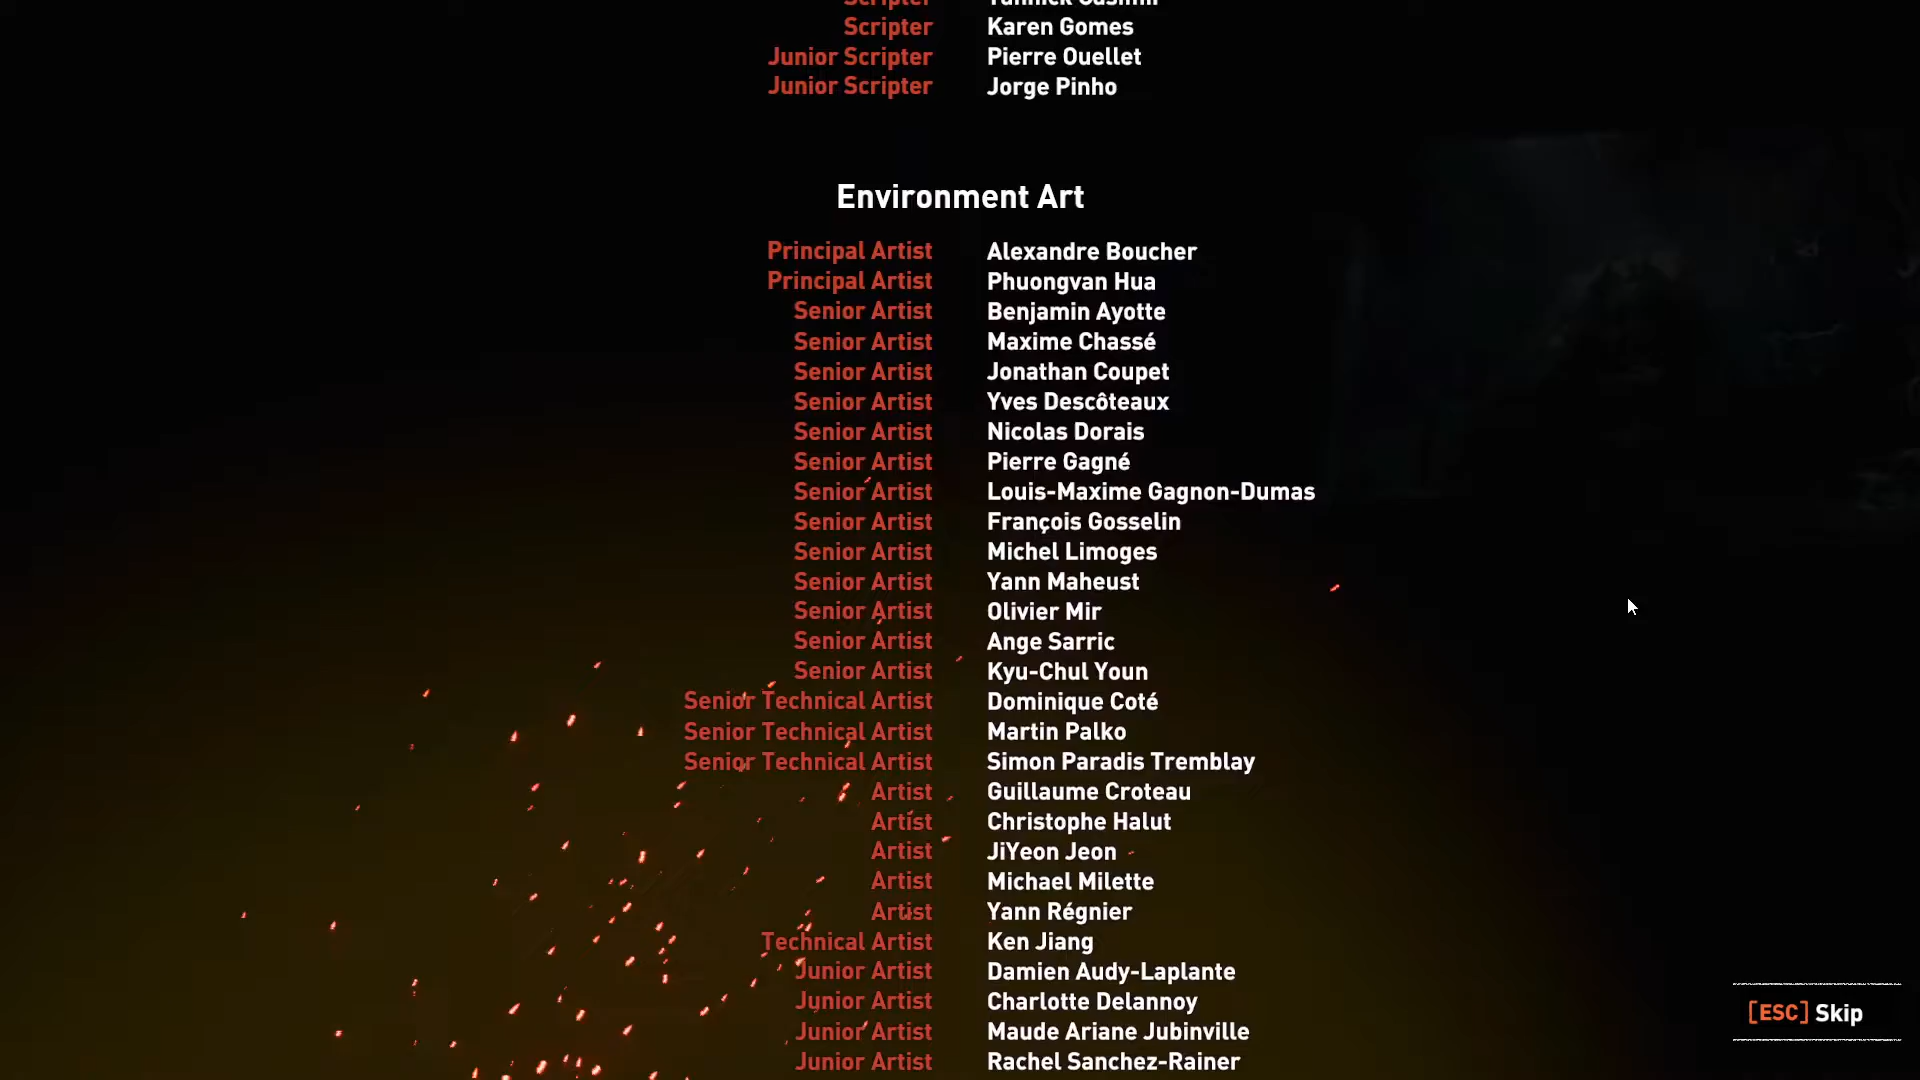 Scripter Yannick
Scripter Karen Gomes
Junior Scripter Pierre Ouellet
Junior Scripter Jorge Pinho
Environment Art
Principal Artist Alexandre Boucher
Principal Artist Phuongvan Hua
Senior Artist Benjamin Ayotte
Senior Artist Maxime Chassé
Senior Artist Jonathan Coupet
Senior Artist Yves Descôteaux
Senior Artist Nicolas Dorais
Senior Artist Pierre Gagné
Senior Artist Louis-Maxime Gagnon-Dumas
Senior Artist François Gosselin
Senior Artist Michel Limoges
Senior Artist Yann Maheust
Senior Artist Olivier Mir
Senior Artist Ange Sarric
Senior Artist Kyu-Chul Youn
Senior Technical Artist Dominique Coté
Senior Technical Artist Martin Palko
Senior Technical Artist Simon Paradis Tremblay
Artist Guillaume Croteau
Artist Christophe Halut
Artist JiYeon Jeon
Artist Michael Milette
Artist Yann Régnier
Technical Artist Ken Jiang
Junior Artist Damien Audy-Laplante
Junior Artist Charlotte Delannoy
Junior Artist Maude Ariane Jubinville
Junior Artist Rachel Sanchez-Rainer
[ESC] Skip